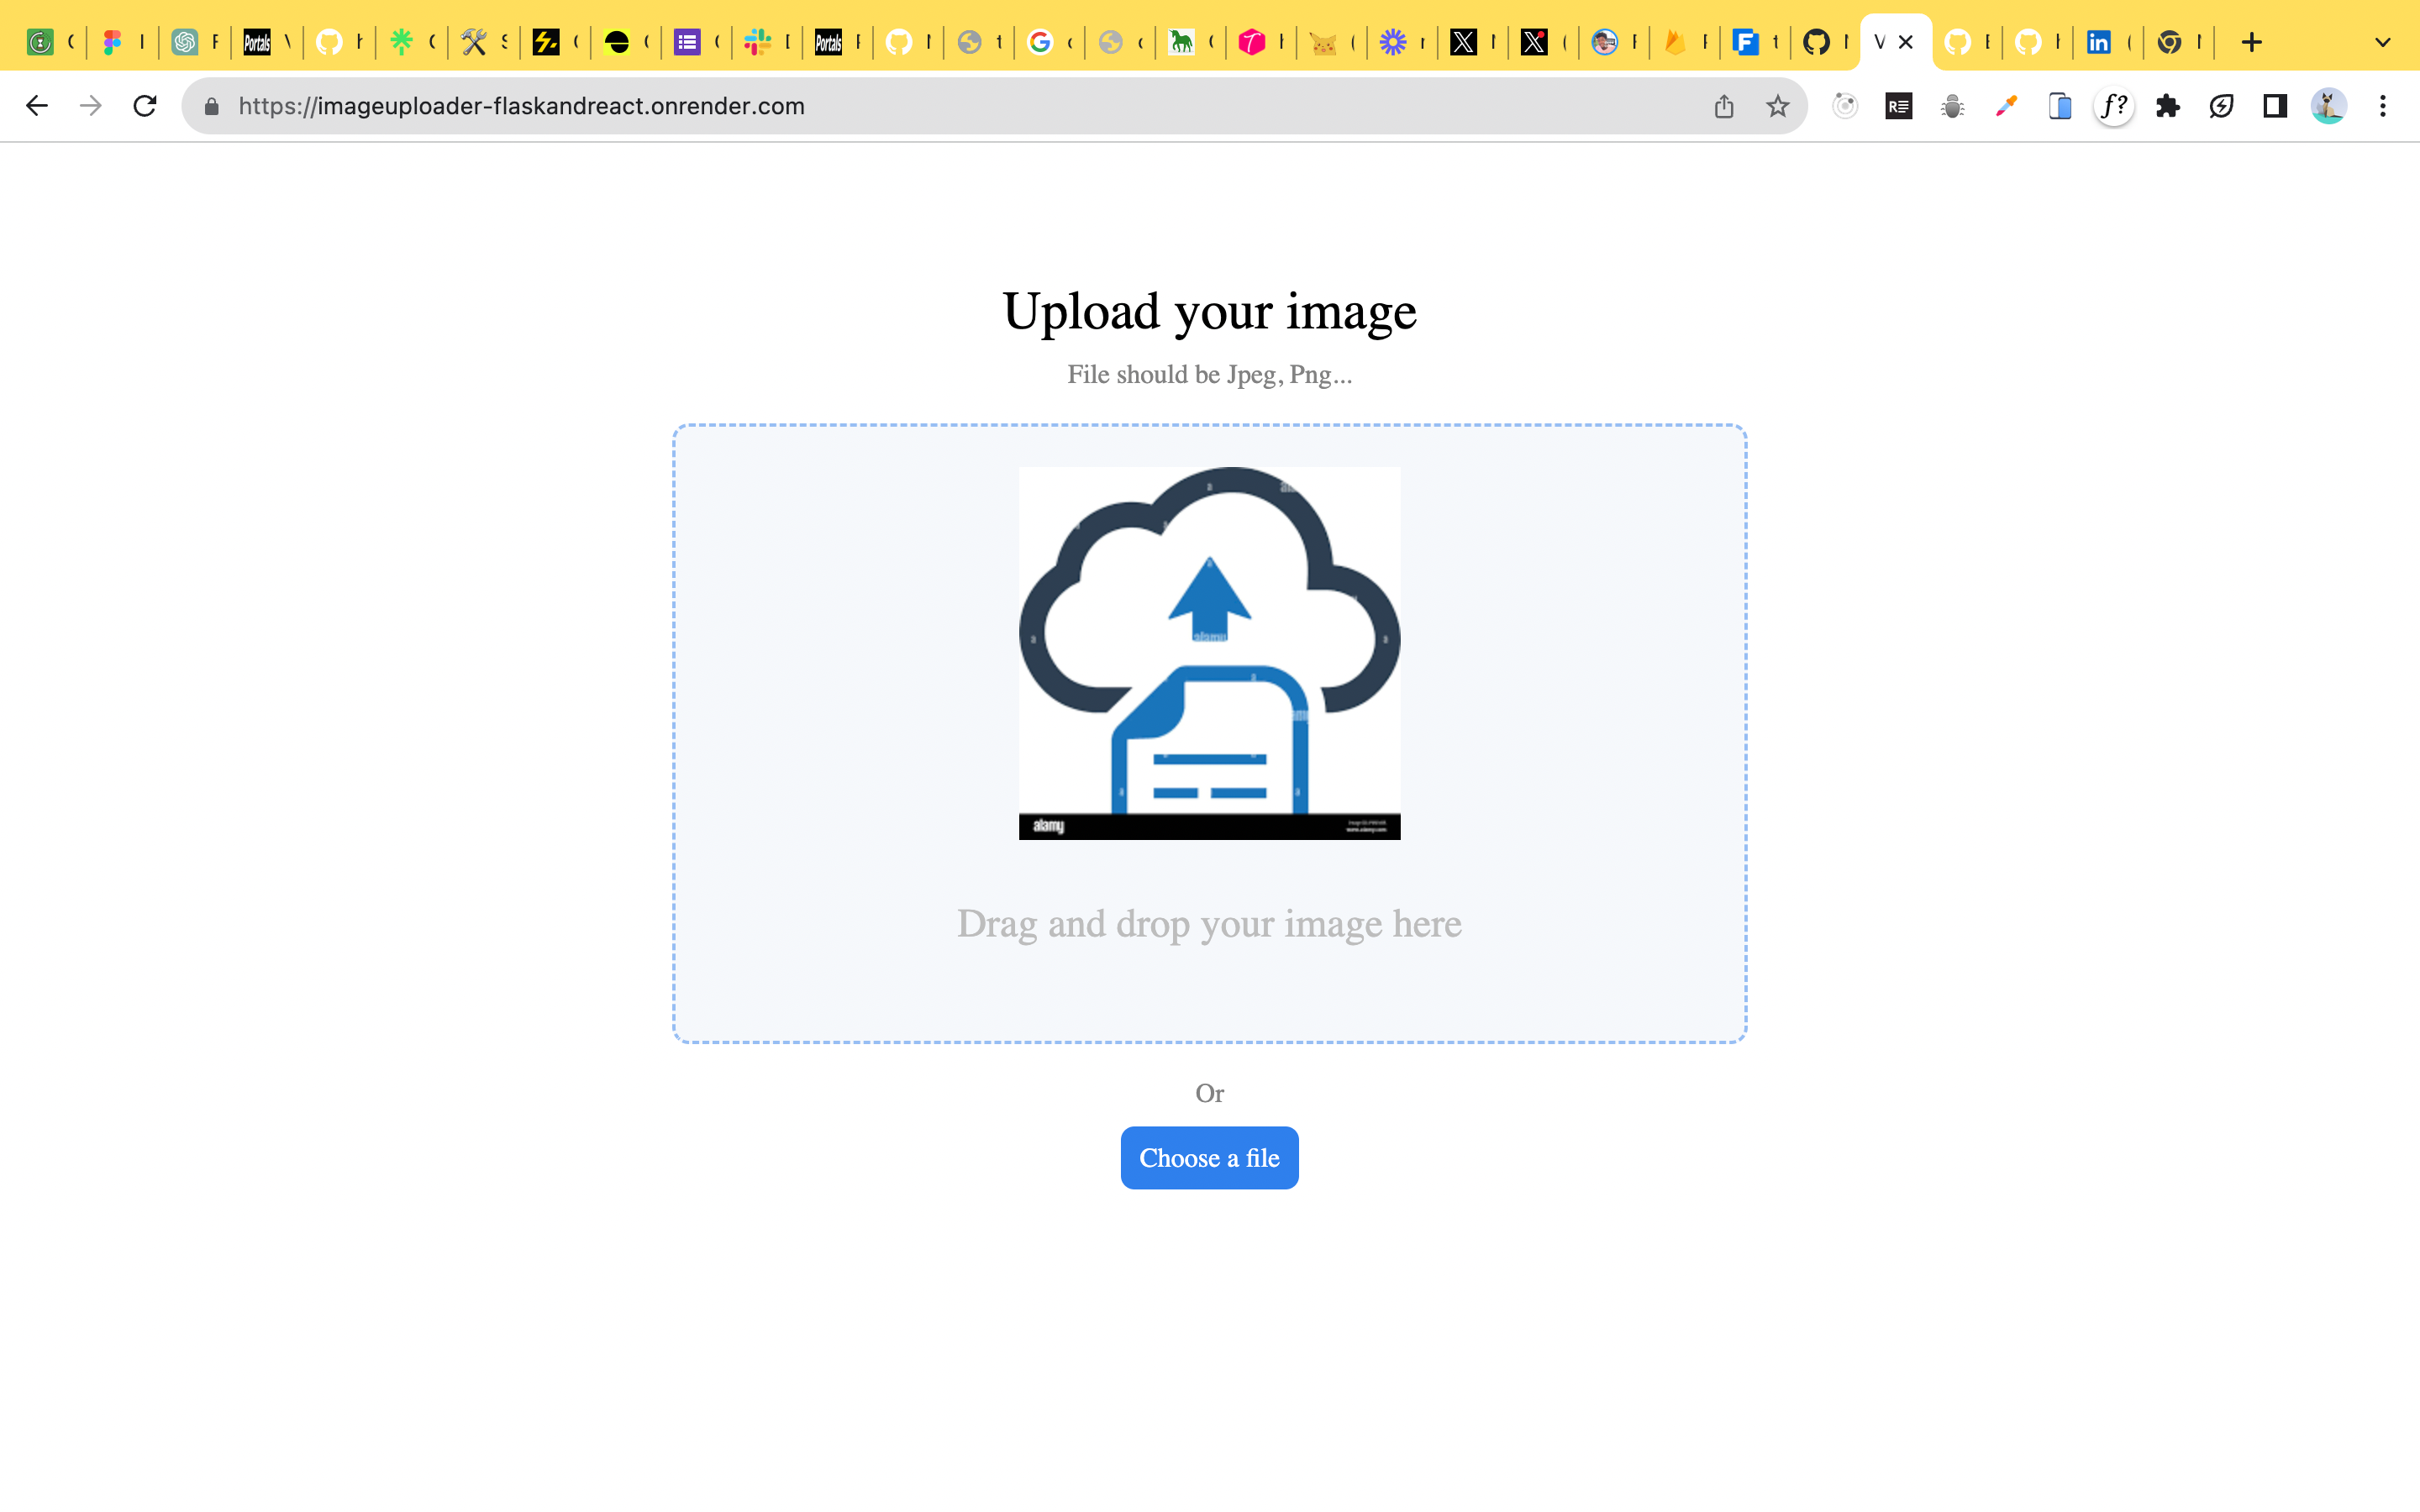 https://imageuploader-flaskandreact.onrender.com
Upload your image
File should be Jpeg, Png...
alamy
alamy
Drag and drop your image here
Or
Choose a file